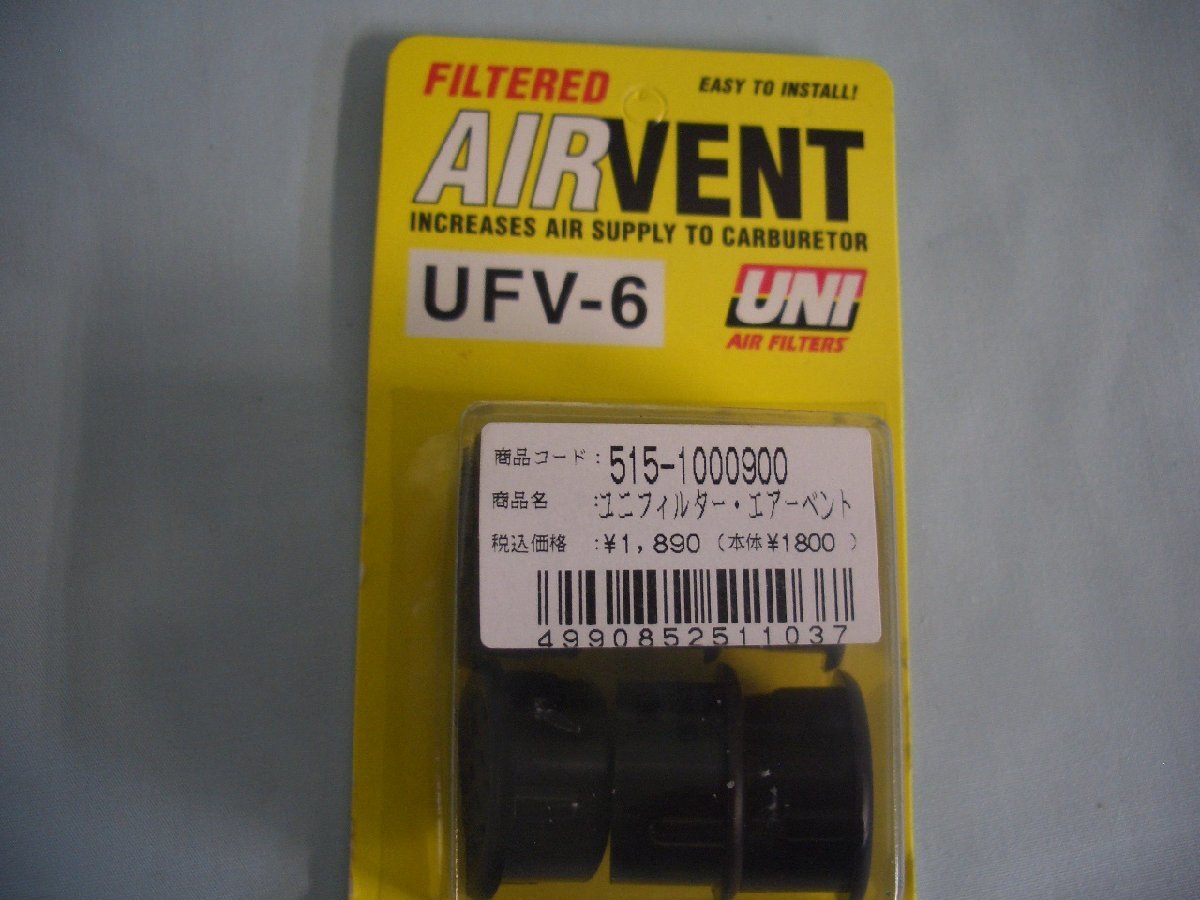 FILTERED
EASY TO INSTALL!
AIRVENT
INCREASES AIR SUPPLY TO CARBURETOR
UFV-6
UNI
AIR FILTERS
商品コード : 515-1000900
商品名 :ユニフィルター・エアーベント
税込価格 :¥1,890 (本体¥1800 )
4990852511037